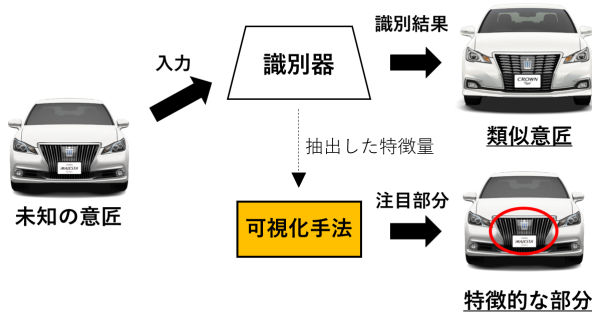 識別結果
入力
識別器
CROWN
類似意匠
抽出した特徴量
MAJESTA
未知の意匠
注目部分
可視化手法
MAJESTA
特徴的な部分